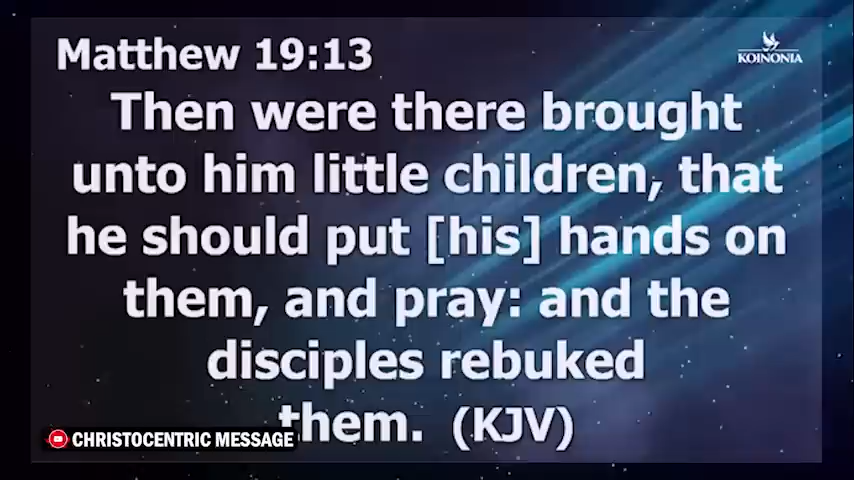 Matthew 19:13
KOINONIA
Then were there brought
unto him little children, that
he should put [his] hands on
them, and pray: and the
disciples rebuked
them. (KJV)
CHRISTOCENTRIC MESSAGE